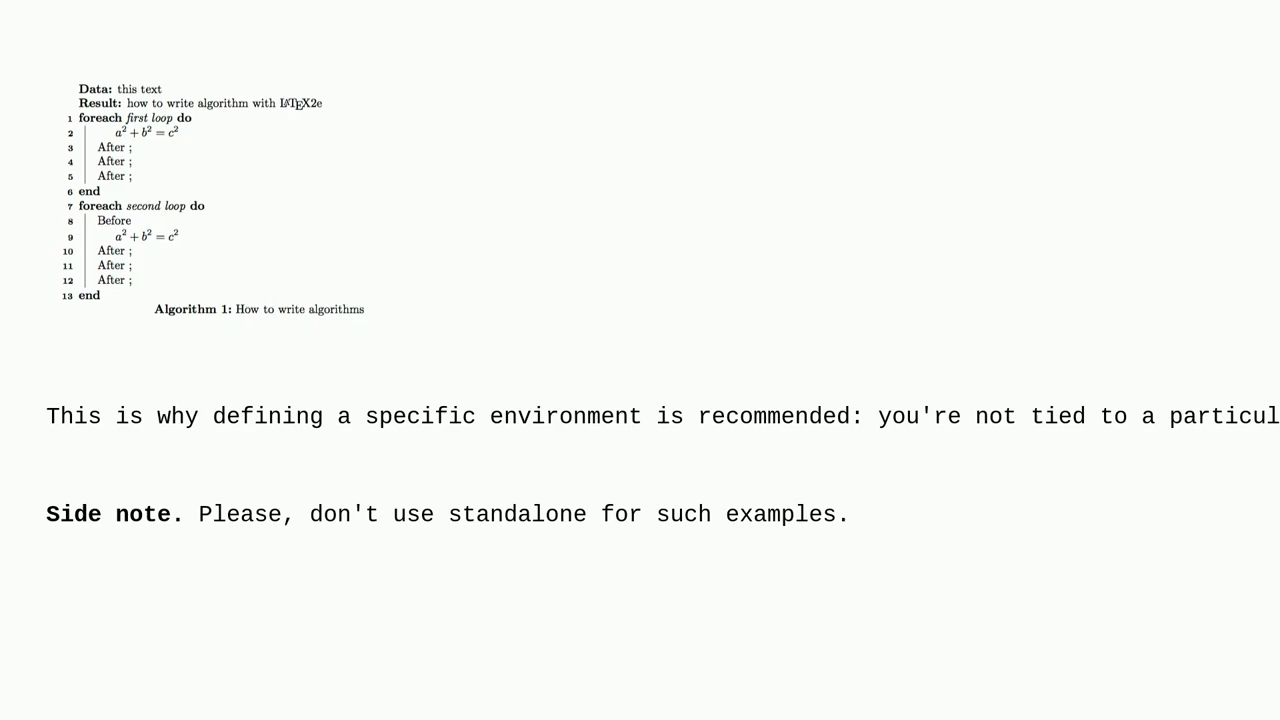 Data: this text
Result: how to write algorithm with LATEX2e
1 foreach first loop do
2 a² + b² = c²
3 After ;
4 After ;
5 After ;
6 end
7 foreach second loop do
8 Before
9 a² + b² = c²
10 After ;
11 After ;
12 After ;
13 end
Algorithm 1: How to write algorithms
This is why defining a specific environment is recommended: you're not tied to a particul
Side note. Please, don't use standalone for such examples.